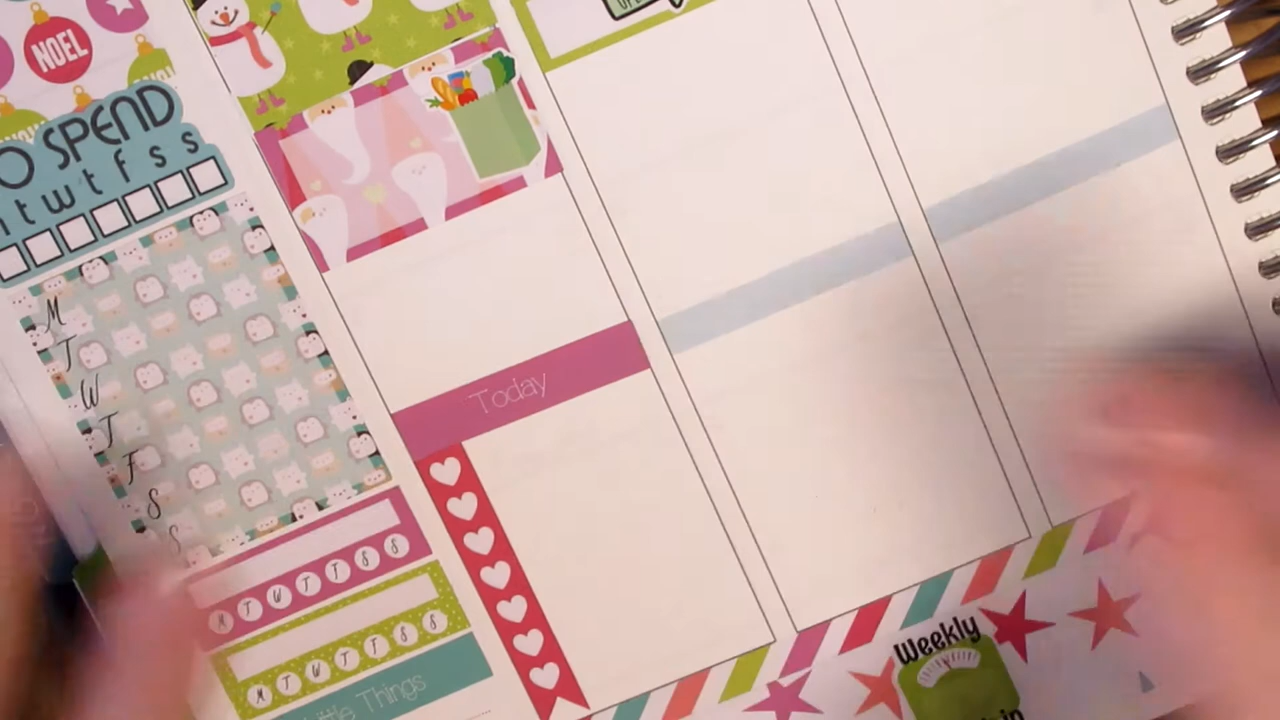 NOEL
O SPEND
t w t f s s
M
T
W
T
F
S
S
Today
M T W T F S S
M T W T F S S
Little Things
Weekly